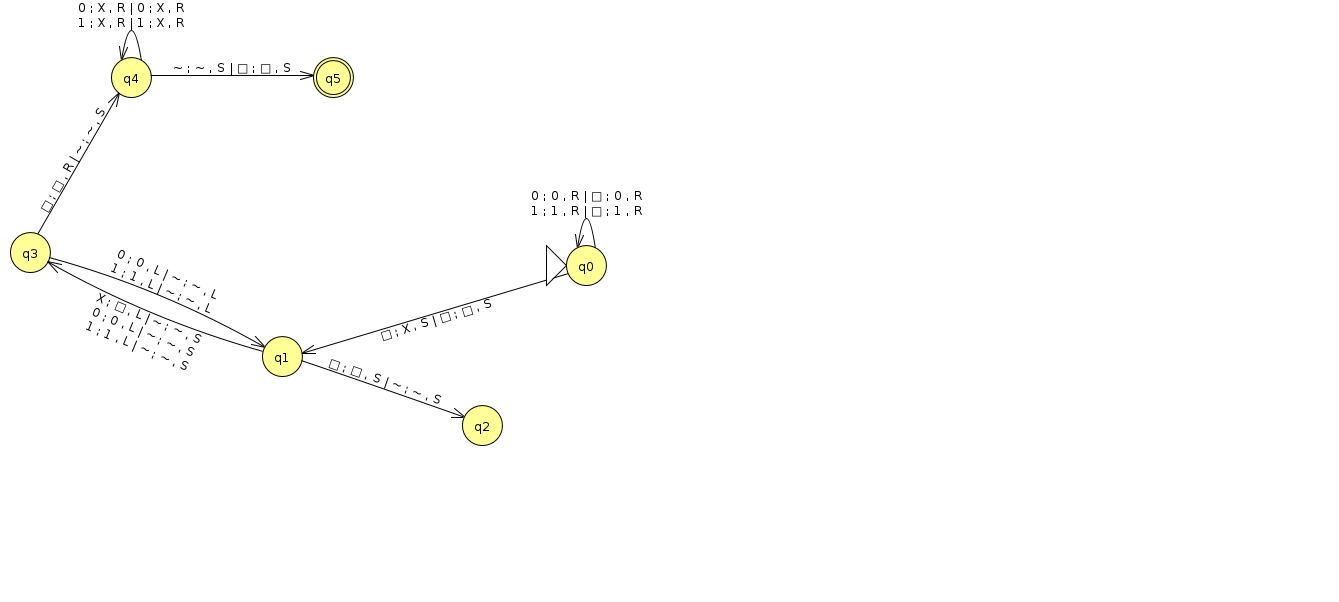 0 ; X , R | 0 ; X , R
1 ; X , R | 1 ; X , R
q4
~ ; ~ , S | □ ; □ , S
q5
□ ; □ , R | ~ ; ~ , S
0 ; 0 , R | □ ; 0 , R
1 ; 1 , R | □ ; 1 , R
q3
q0
0 ; 0 , L | ~ ; ~ , L
1 ; 1 , L | ~ ; ~ , L
X ; □ , L | ~ ; ~ , S
0 ; 0 , L | ~ ; ~ , S
1 ; 1 , L | ~ ; ~ , S
□ ; X , S | □ ; □ , S
q1
□ ; □ , S | ~ ; ~ , S
q2